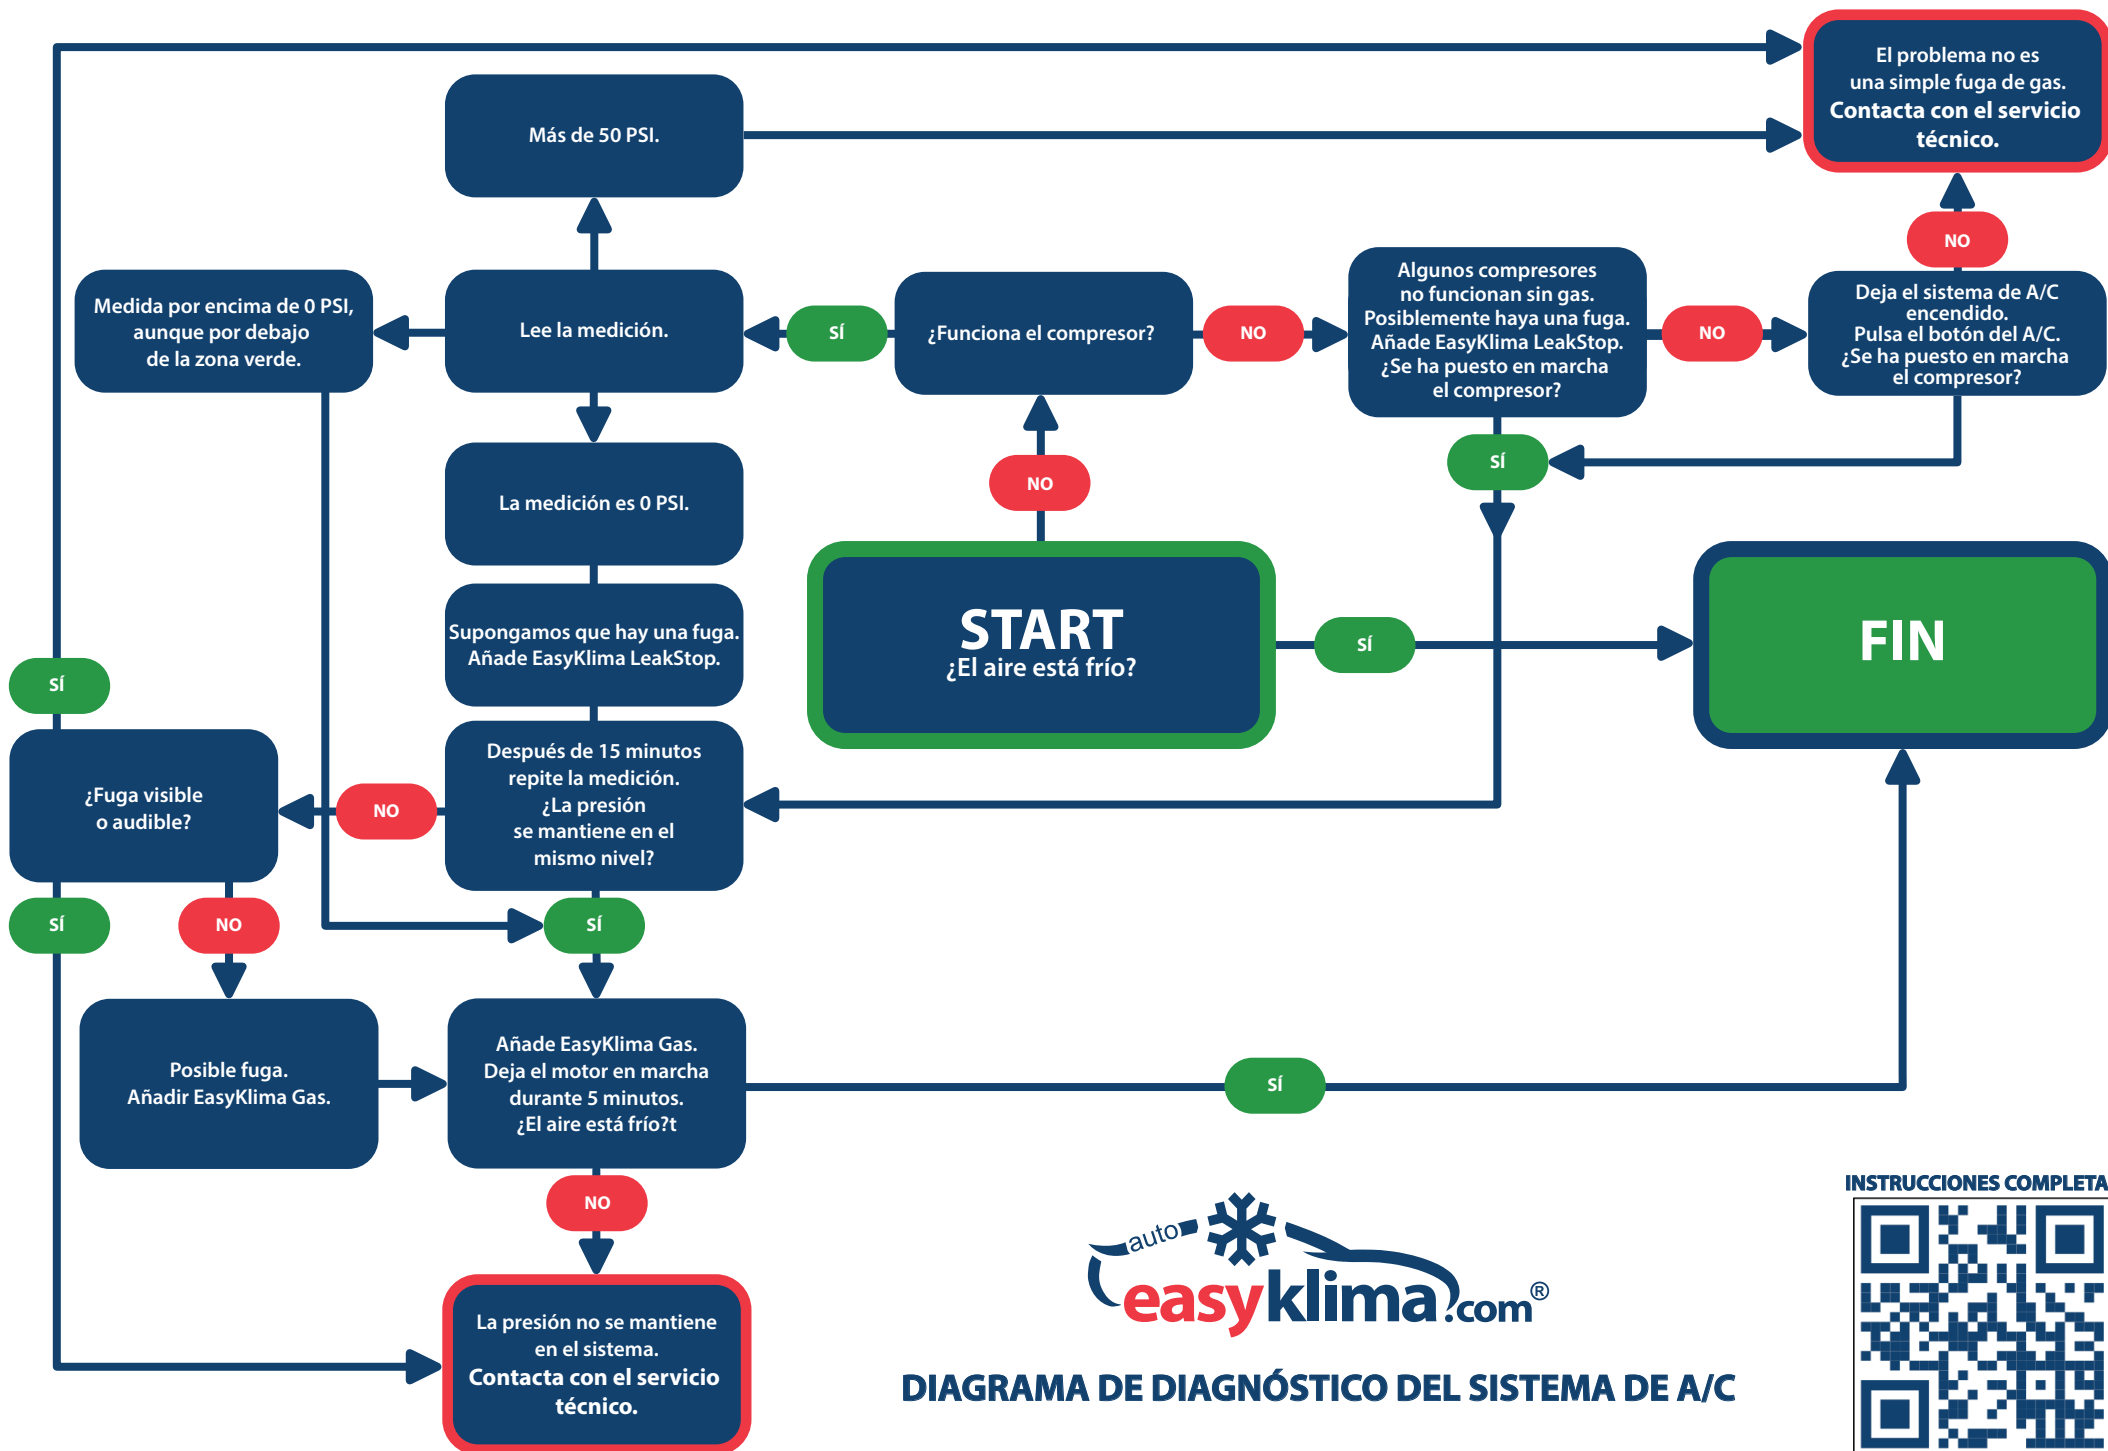 El problema no es
una simple fuga de gas.
Contacta con el servicio
técnico.
Más de 50 PSI.
NO
Medida por encima de 0 PSI,
aunque por debajo
de la zona verde.
Lee la medición.
SÍ
¿Funciona el compresor?
NO
Algunos compresores
no funcionan sin gas.
Posiblemente haya una fuga.
Añade EasyKlima LeakStop.
¿Se ha puesto en marcha
el compresor?
NO
Deja el sistema de A/C
encendido.
Pulsa el botón del A/C.
¿Se ha puesto en marcha
el compresor?
SÍ
NO
La medición es 0 PSI.
START
¿El aire está frío?
SÍ
FIN
Supongamos que hay una fuga.
Añade EasyKlima LeakStop.
SÍ
¿Fuga visible
o audible?
NO
Después de 15 minutos
repite la medición.
¿La presión
se mantiene en el
mismo nivel?
SÍ
NO
SÍ
Posible fuga.
Añadir EasyKlima Gas.
Añade EasyKlima Gas.
Deja el motor en marcha
durante 5 minutos.
¿El aire está frío?t
SÍ
NO
La presión no se mantiene
en el sistema.
Contacta con el servicio
técnico.
auto
easyklima.com®
DIAGRAMA DE DIAGNÓSTICO DEL SISTEMA DE A/C
INSTRUCCIONES COMPLETA